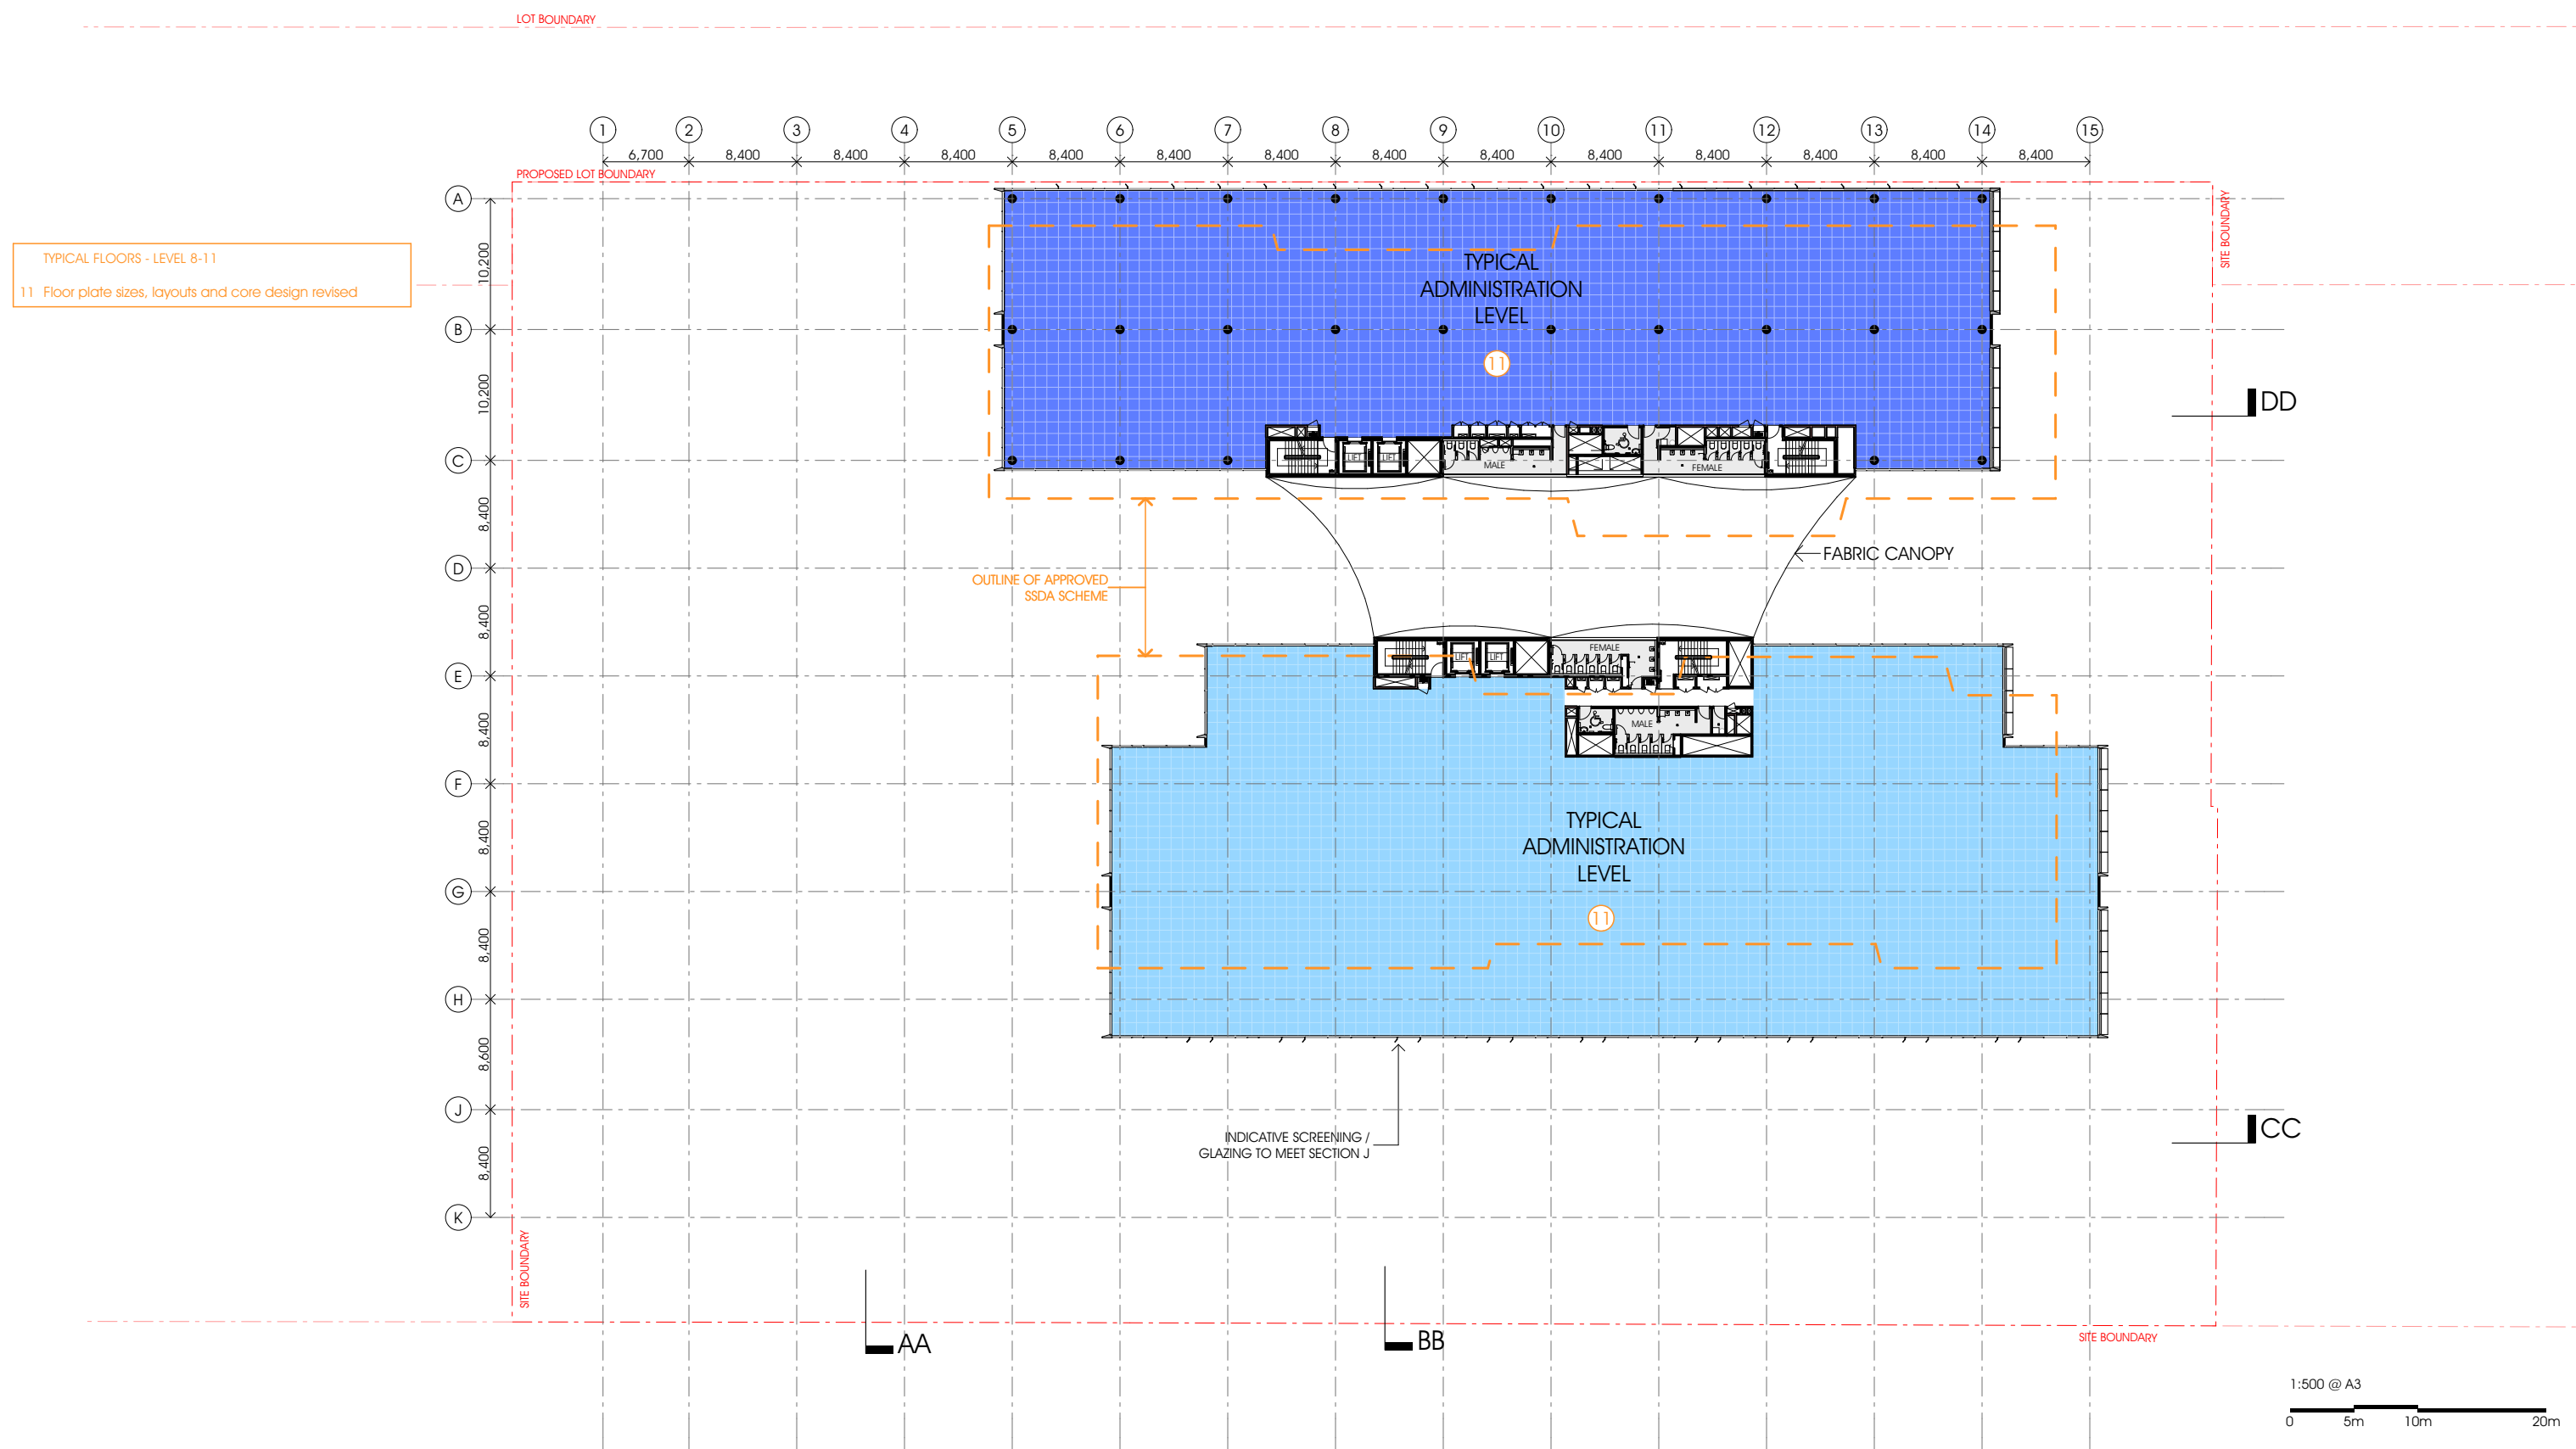 LOT BOUNDARY
1 2 3 4 5 6 7 8 9 10 11 12 13 14 15
6,700 8,400 8,400 8,400 8,400 8,400 8,400 8,400 8,400 8,400 8,400 8,400 8,400 8,400
PROPOSED LOT BOUNDARY
SITE BOUNDARY
A
10,200
B
10,200
C
8,400
D
8,400
E
8,400
F
8,400
G
8,400
H
8,600
J
8,400
K
TYPICAL FLOORS - LEVEL 8-11
11 Floor plate sizes, layouts and core design revised
TYPICAL
ADMINISTRATION
LEVEL
11
DD
LIFT LIFT MALE FEMALE
FABRIC CANOPY
OUTLINE OF APPROVED
SSDA SCHEME
LIFT LIFT FEMALE
MALE
TYPICAL
ADMINISTRATION
LEVEL
11
INDICATIVE SCREENING /
GLAZING TO MEET SECTION J
CC
SITE BOUNDARY
AA
BB
SITE BOUNDARY
1:500 @ A3
0 5m 10m 20m